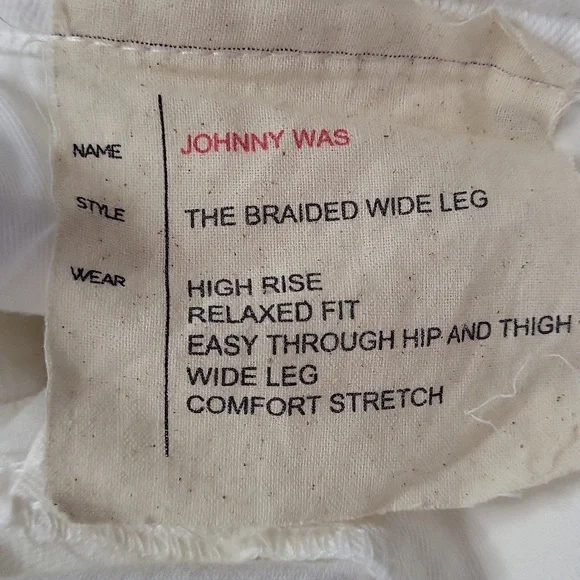 NAME JOHNNY WAS
STYLE THE BRAIDED WIDE LEG
WEAR HIGH RISE
RELAXED FIT
EASY THROUGH HIP AND THIGH
WIDE LEG
COMFORT STRETCH